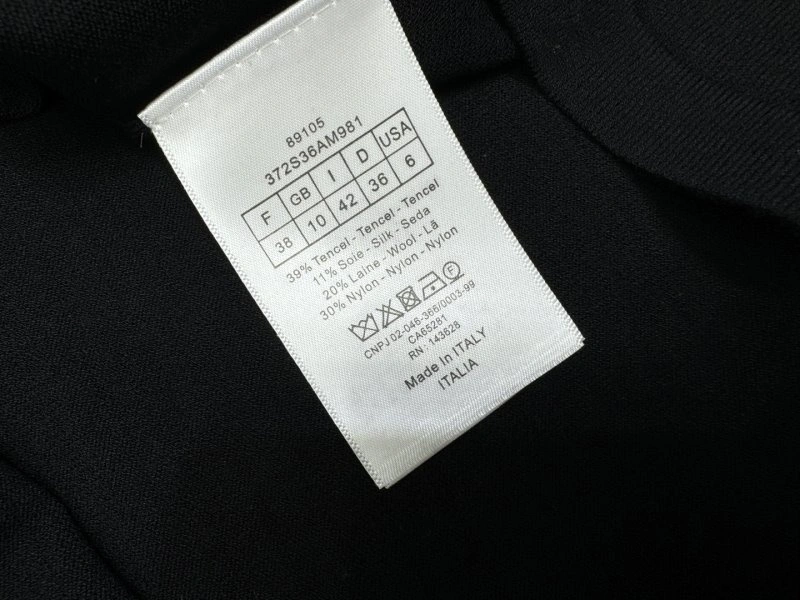 89105
372S36AM981
F GB I D USA
38 10 42 36 6
39% Tencel - Tencel - Tencel
11% Soie - Silk - Seda
20% Laine - Wool - Lã
30% Nylon - Nylon - Nylon
CNPJ 02-046-366/0003-99
CA65281
RN : 143628
Made In ITALY
ITALIA